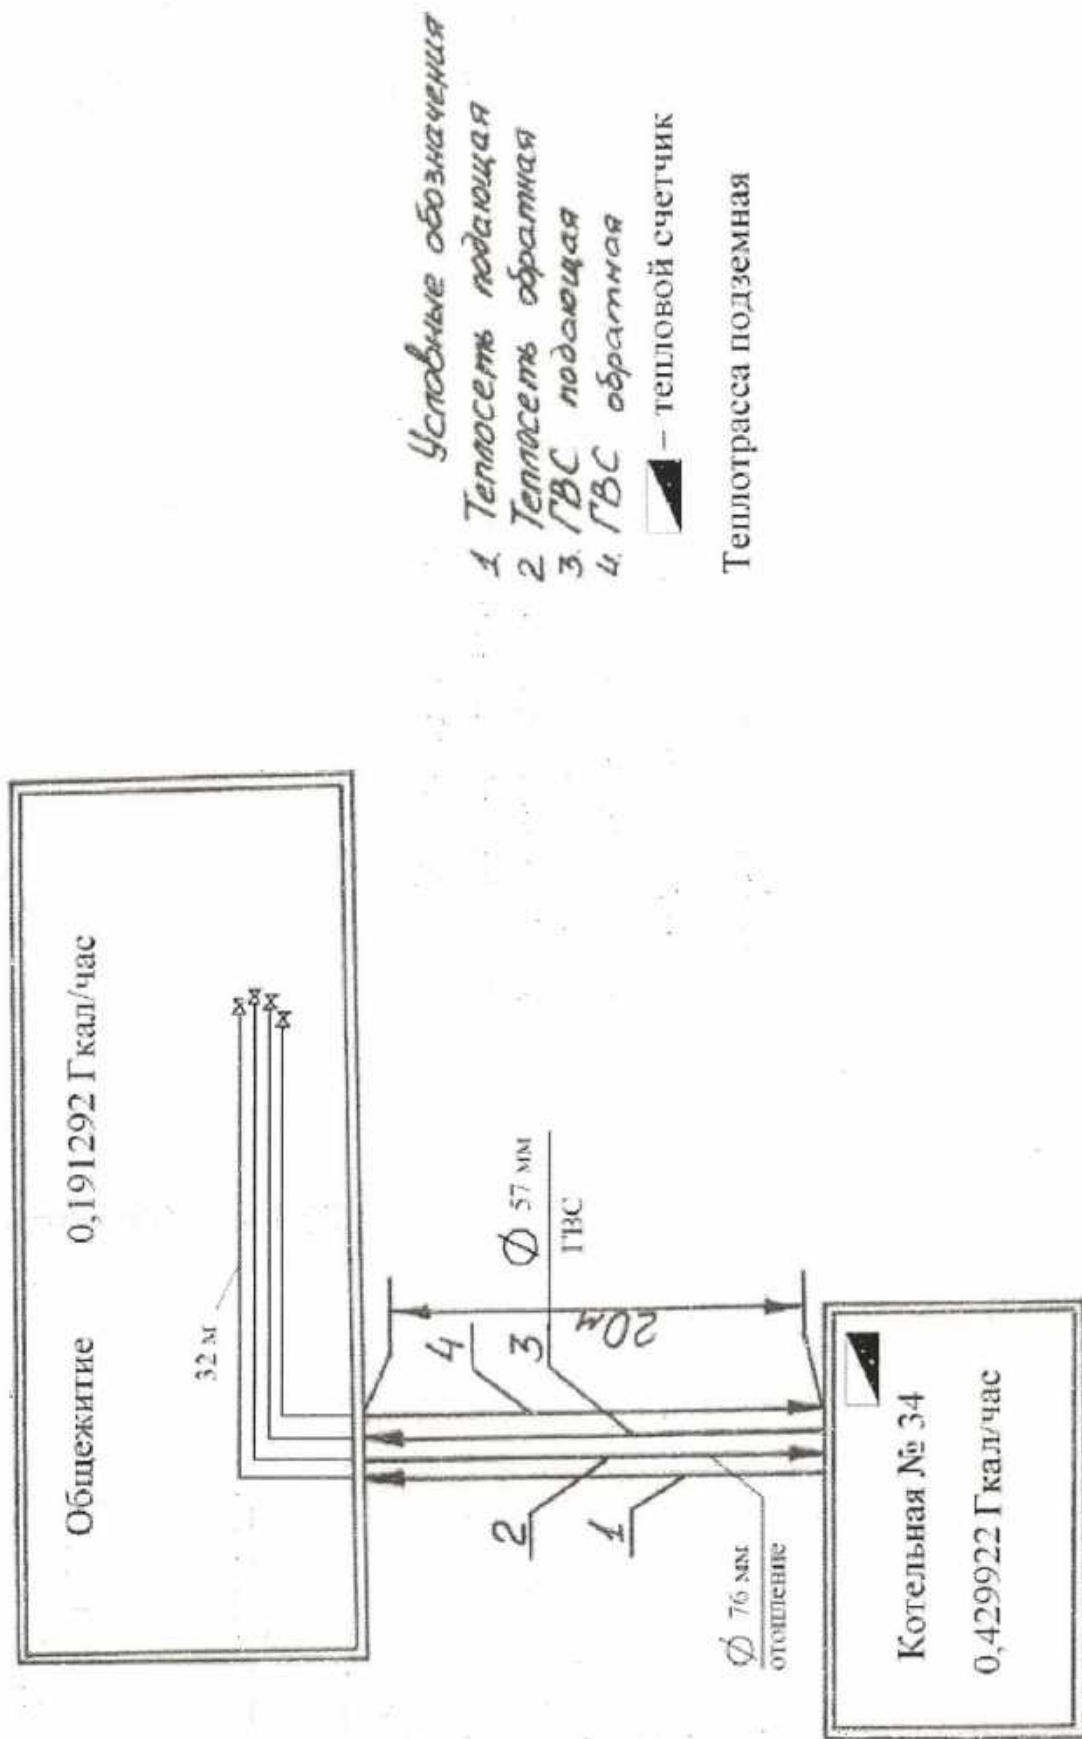 Общежитие 0,191292 Гкал/час
32 м
Ø 57 мм
ГВС
20м
4
3
2
1
Ø 76 мм
отопление
Котельная № 34
0,429922 Гкал/час
Условные обозначения
1. Теплосеть подающая
2 Теплосеть обратная
3. ГВС подающая
4. ГВС обратная
– тепловой счетчик
Теплотрасса подземная